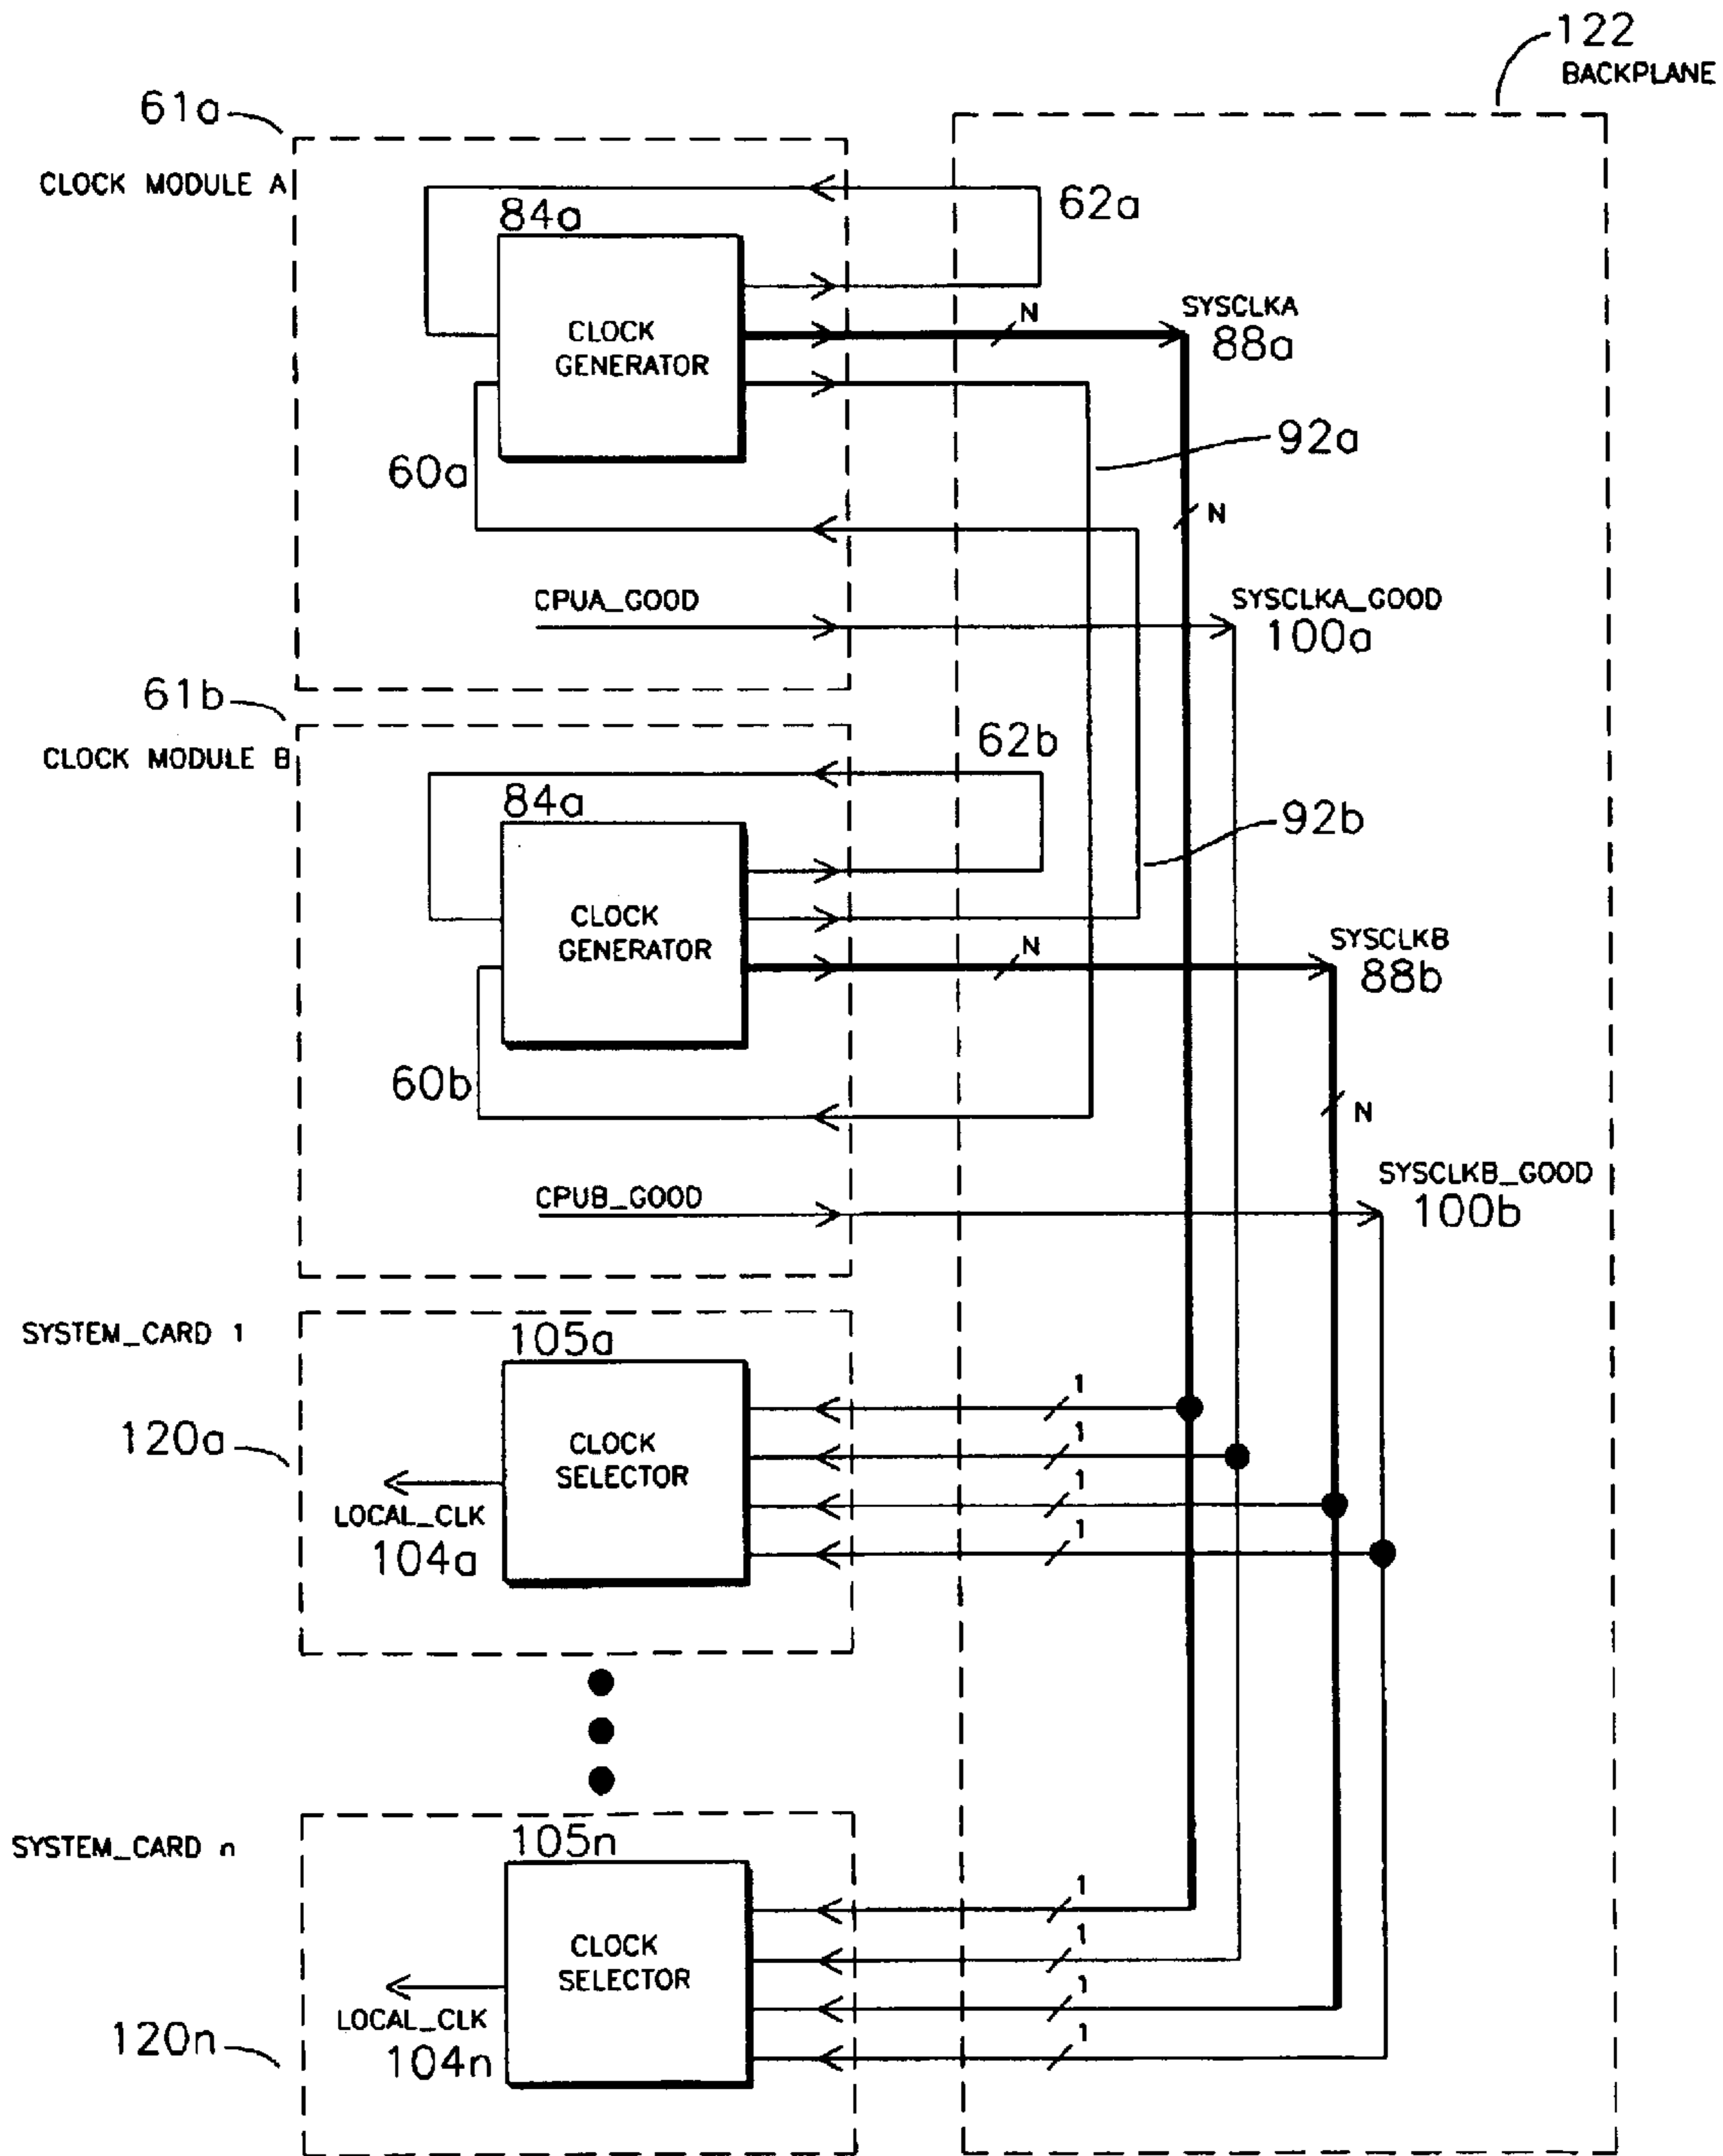 122
BACKPLANE
61a
CLOCK MODULE A
84a
62a
CLOCK
GENERATOR
N
SYSCLKA
88a
60a
92a
N
CPUA_GOOD
SYSCLKA_GOOD
100a
61b
CLOCK MODULE B
84a
62b
CLOCK
GENERATOR
92b
N
SYSCLKB
88b
60b
N
CPUB_GOOD
SYSCLKB_GOOD
100b
SYSTEM_CARD 1
105a
120a
CLOCK
SELECTOR
1
1
1
1
LOCAL_CLK
104a
SYSTEM_CARD n
105n
CLOCK
SELECTOR
1
1
1
1
LOCAL_CLK
104n
120n